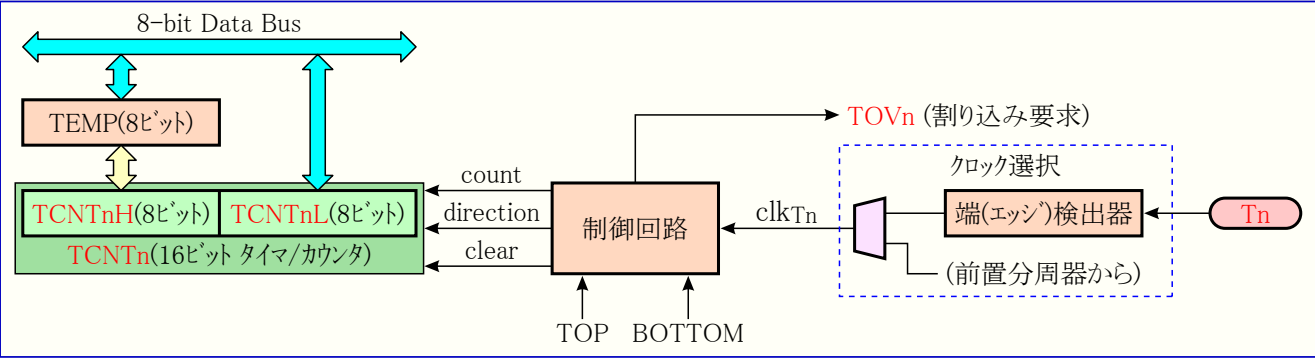 8-bit Data Bus
TEMP(8ﾋﾞｯﾄ)
TOVn (割り込み要求)
クロック選択
count
TCNTnH(8ﾋﾞｯﾄ)
TCNTnL(8ﾋﾞｯﾄ)
direction
制御回路
clkTn
端(ｴｯｼﾞ)検出器
Tn
TCNTn(16ﾋﾞｯﾄ ﾀｲﾏ/ｶｳﾝﾀ)
clear
(前置分周器から)
TOP
BOTTOM